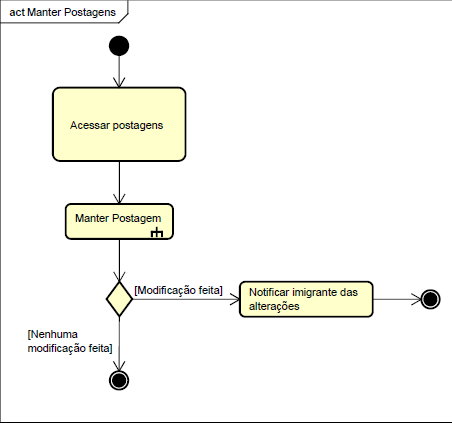 act Manter Postagens
Acessar postagens
Manter Postagem
[Modificação feita]
Notificar imigrante das
alterações
[Nenhuma
modificação feita]